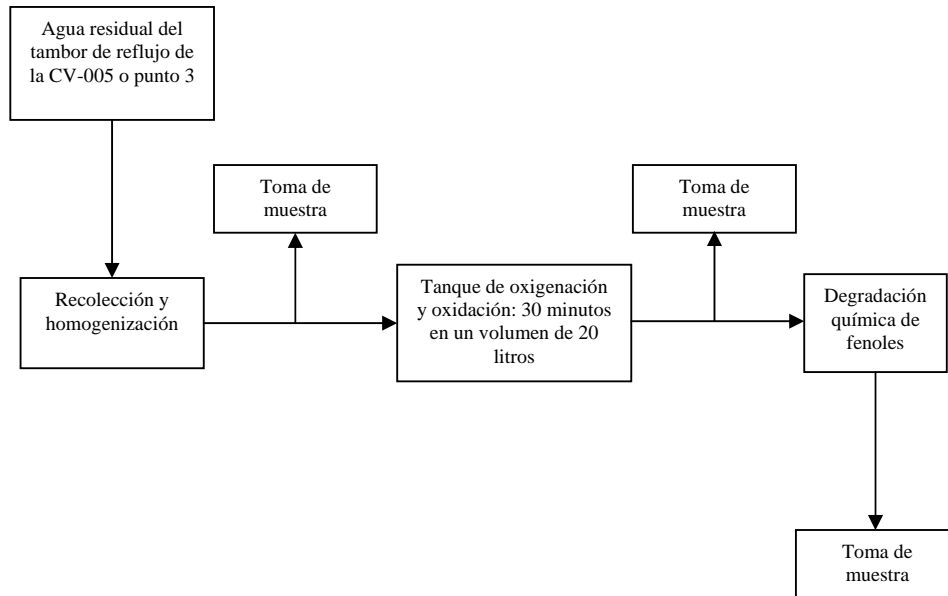 Agua residual del
tambor de reflujo de
la CV-005 o punto 3
Toma de
muestra
Toma de
muestra
Recolección y
homogenización
Tanque de oxigenación
y oxidación: 30 minutos
en un volumen de 20
litros
Degradación
química de
fenoles
Toma de
muestra